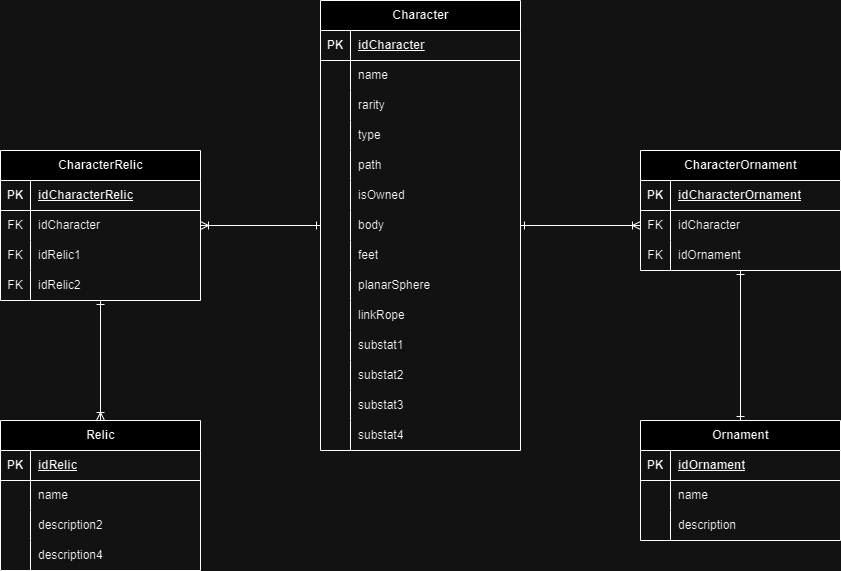 Character
PK idCharacter
name
rarity
type
path
isOwned
body
feet
planarSphere
linkRope
substat1
substat2
substat3
substat4
CharacterRelic
PK idCharacterRelic
FK idCharacter
FK idRelic1
FK idRelic2
CharacterOrnament
PK idCharacterOrnament
FK idCharacter
FK idOrnament
Relic
PK idRelic
name
description2
description4
Ornament
PK idOrnament
name
description